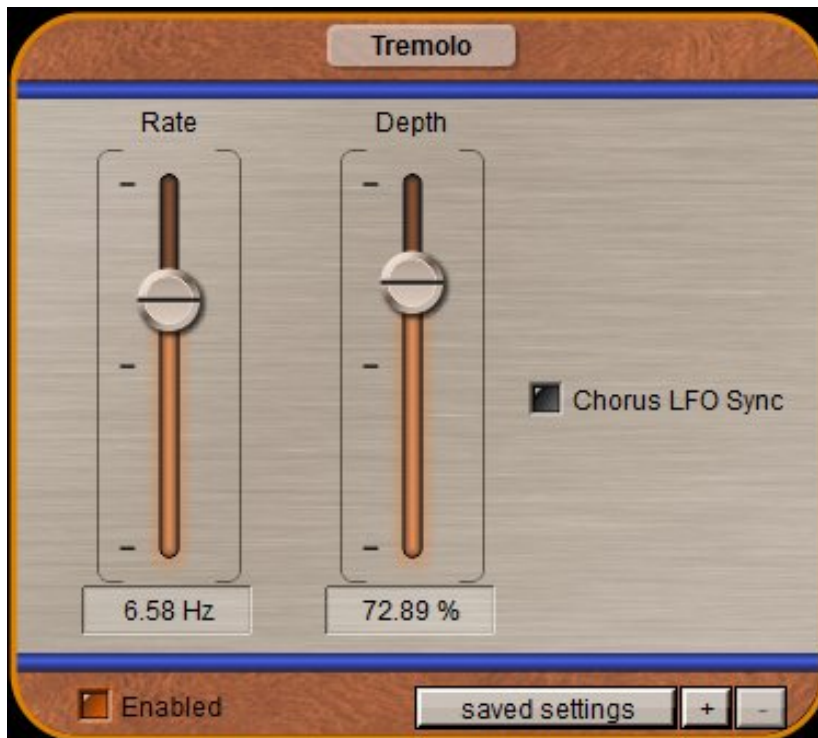 Tremolo
Rate Depth
6.58 Hz 72.89 %
Chorus LFO Sync
Enabled saved settings + -